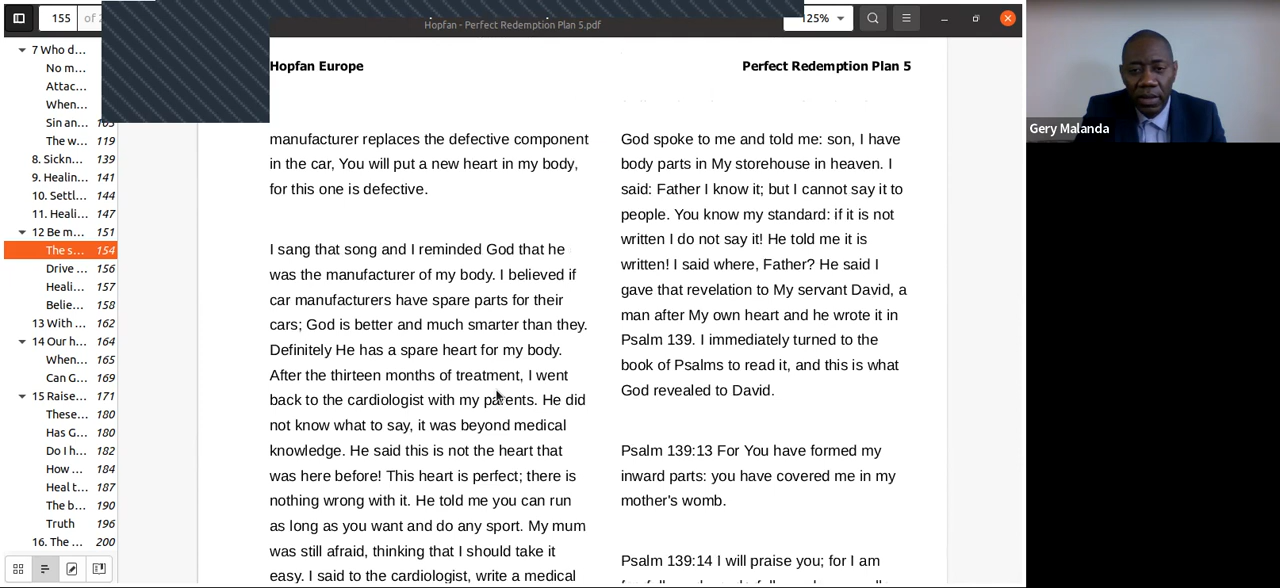 155
of
Hopfan - Perfect Redemption Plan 5.pdf
125%
7 Who d...
No m...
Attac...
When...
Sin an... 105
The w... 119
8. Sickn... 139
9. Healin... 141
10. Settl... 144
11. Heali... 147
12 Be m... 151
The s... 154
Drive ... 156
Heali... 157
Belie... 158
13 With ... 162
14 Our h... 164
When... 165
Can G... 169
15 Raise... 171
These... 180
Has G... 180
Do I h... 182
How ... 184
Heal t... 187
The b... 190
Truth 196
16. The ... 200
Hopfan Europe
Perfect Redemption Plan 5
manufacturer replaces the defective component
in the car, You will put a new heart in my body,
for this one is defective.
I sang that song and I reminded God that he
was the manufacturer of my body. I believed if
car manufacturers have spare parts for their
cars; God is better and much smarter than they.
Definitely He has a spare heart for my body.
After the thirteen months of treatment, I went
back to the cardiologist with my parents. He did
not know what to say, it was beyond medical
knowledge. He said this is not the heart that
was here before! This heart is perfect; there is
nothing wrong with it. He told me you can run
as long as you want and do any sport. My mum
was still afraid, thinking that I should take it
easy. I said to the cardiologist, write a medical
God spoke to me and told me: son, I have
body parts in My storehouse in heaven. I
said: Father I know it; but I cannot say it to
people. You know my standard: if it is not
written I do not say it! He told me it is
written! I said where, Father? He said I
gave that revelation to My servant David, a
man after My own heart and he wrote it in
Psalm 139. I immediately turned to the
book of Psalms to read it, and this is what
God revealed to David.
Psalm 139:13 For You have formed my
inward parts: you have covered me in my
mother's womb.
Psalm 139:14 I will praise you; for I am
Gery Malanda